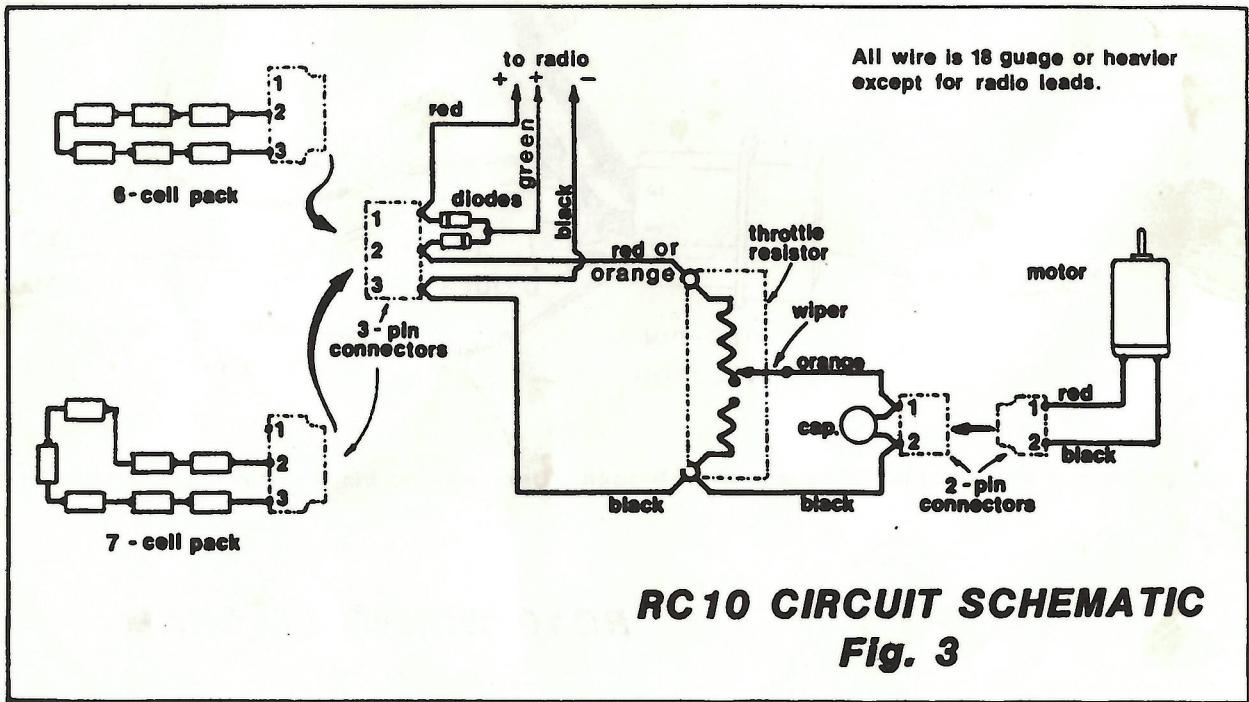 All wire is 18 guage or heavier
except for radio leads.
to radio
+ + −
red
green
black
diodes
1
2
3
6-cell pack
1
2
3
3-pin
connectors
red or
orange
throttle
resistor
wiper
orange
motor
cap.
1
2
1
2
red
black
2-pin
connectors
1
2
3
7-cell pack
black
black
RC10 CIRCUIT SCHEMATIC
Fig. 3